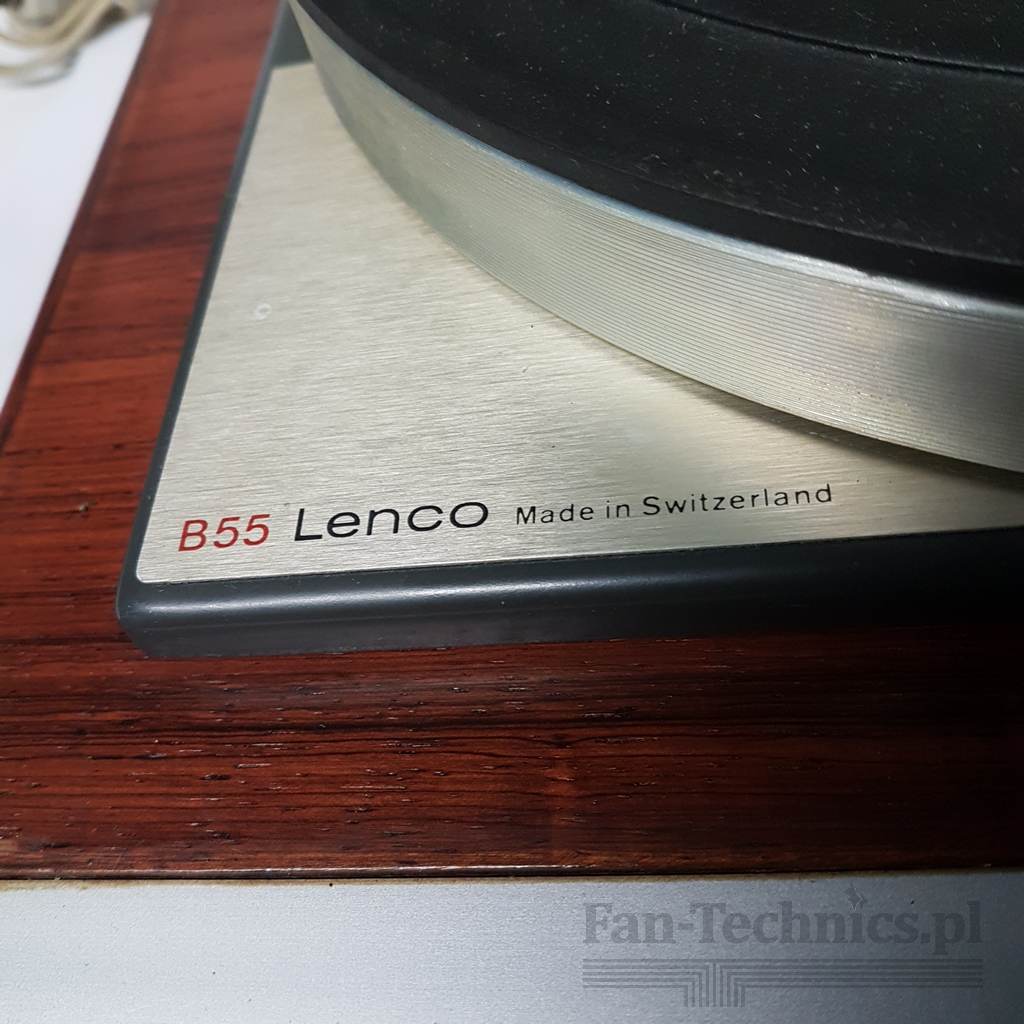 B55 Lenco Made in Switzerland
Fan-Technics.pl